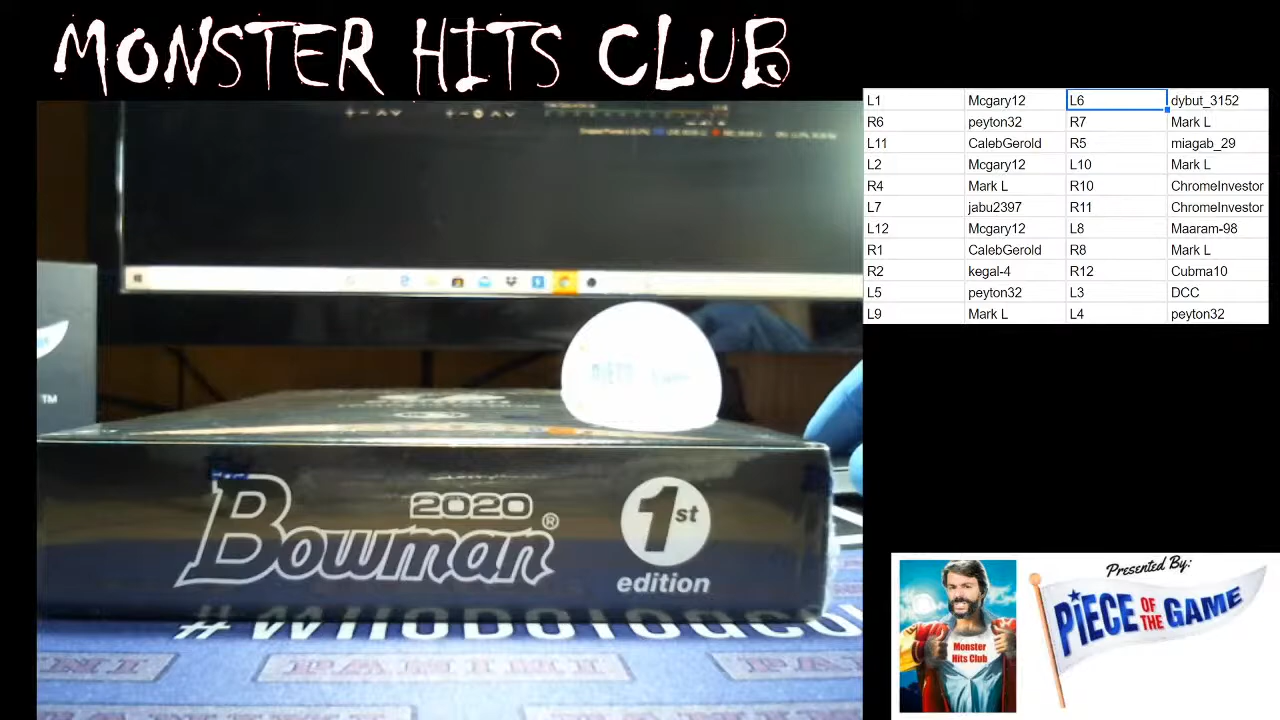 MONSTER HITS CLUB
L1 Mcgary12 L6 dybut_3152
R6 peyton32 R7 Mark L
L11 CalebGerold R5 miagab_29
L2 Mcgary12 L10 Mark L
R4 Mark L R10 ChromeInvestor
L7 jabu2397 R11 ChromeInvestor
L12 Mcgary12 L8 Maaram-98
R1 CalebGerold R8 Mark L
R2 kegal-4 R12 Cubma10
L5 peyton32 L3 DCC
L9 Mark L L4 peyton32
TM
PIECE
2020
Bowman®
1st
edition
PANINI
Monster
Hits Club
Presented By:
PIECE OF THE GAME